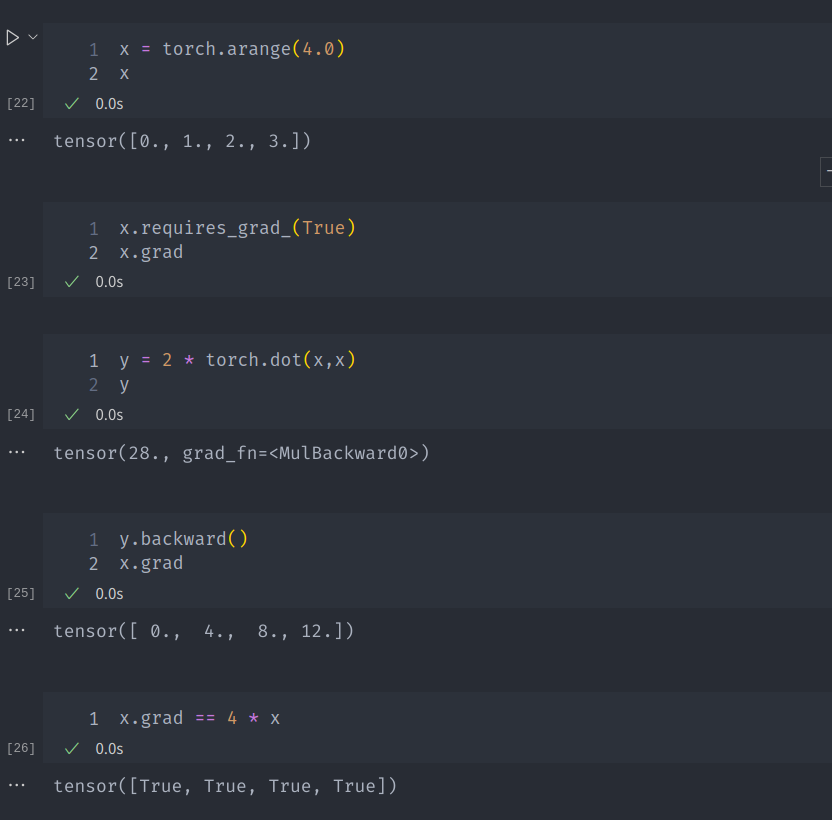 1 x = torch.arange(4.0)
2 x
[22] 0.0s
... tensor([0., 1., 2., 3.])
1 x.requires_grad_(True)
2 x.grad
[23] 0.0s
1 y = 2 * torch.dot(x,x)
2 y
[24] 0.0s
... tensor(28., grad_fn=<MulBackward0>)
1 y.backward()
2 x.grad
[25] 0.0s
... tensor([ 0.,  4.,  8., 12.])
1 x.grad == 4 * x
[26] 0.0s
... tensor([True, True, True, True])